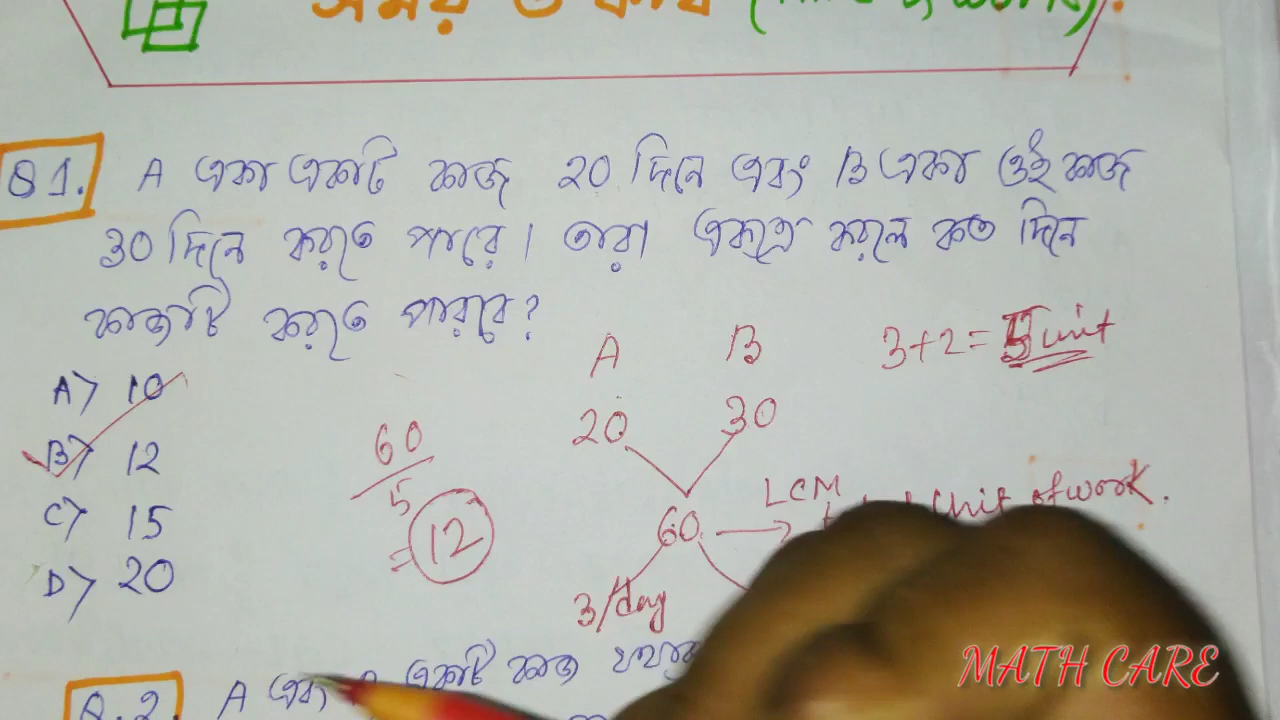 সময় ও কাজ
Q1. A একা একটি কাজ 20 দিনে এবং B একা ওই কাজ
30 দিনে করতে পারে। তারা একত্রে করলে কত দিনে
কাজটি করতে পারবে?
A> 10
B> 12
C> 15
D> 20
60
5
= 12
A B
20 30
60 → LCM
unit of work.
3/day
3+2= 5 unit
Q.2. A এবং একটি কাজ
MATH CARE